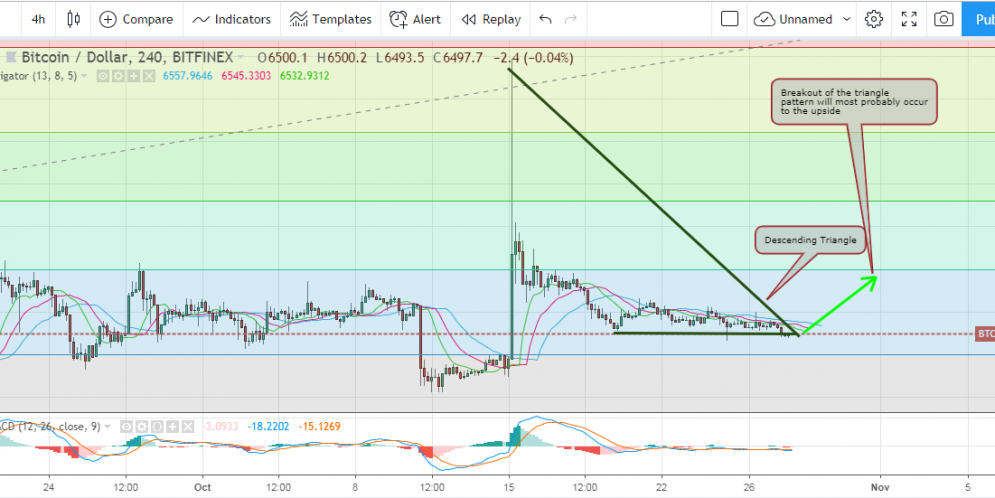 4h Compare Indicators Templates Alert Replay Unnamed Pub
Bitcoin / Dollar, 240, BITFINEX O6500.1 H6500.2 L6493.5 C6497.7 −2.4 (−0.04%)
rigator (13, 8, 5) 6557.9646 6545.3303 6532.9312
Breakout of the triangle
pattern will most probably occur
to the upside
Descending Triangle
BTC
CD (12, 26, close, 9) -3.0933 -18.2202 -15.1269
24 12:00 Oct 12:00 8 12:00 15 12:00 22 26 Nov 5